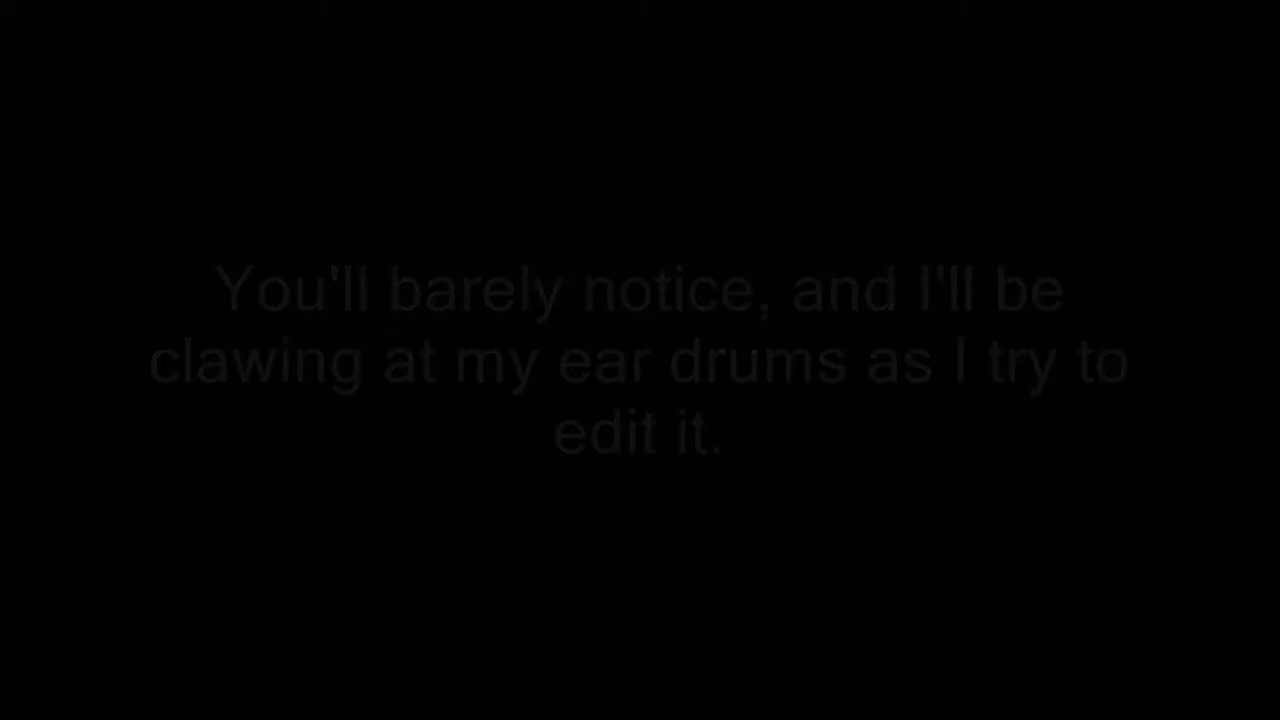 You'll barely notice, and I'll be
clawing at my ear drums as I try to
edit it.